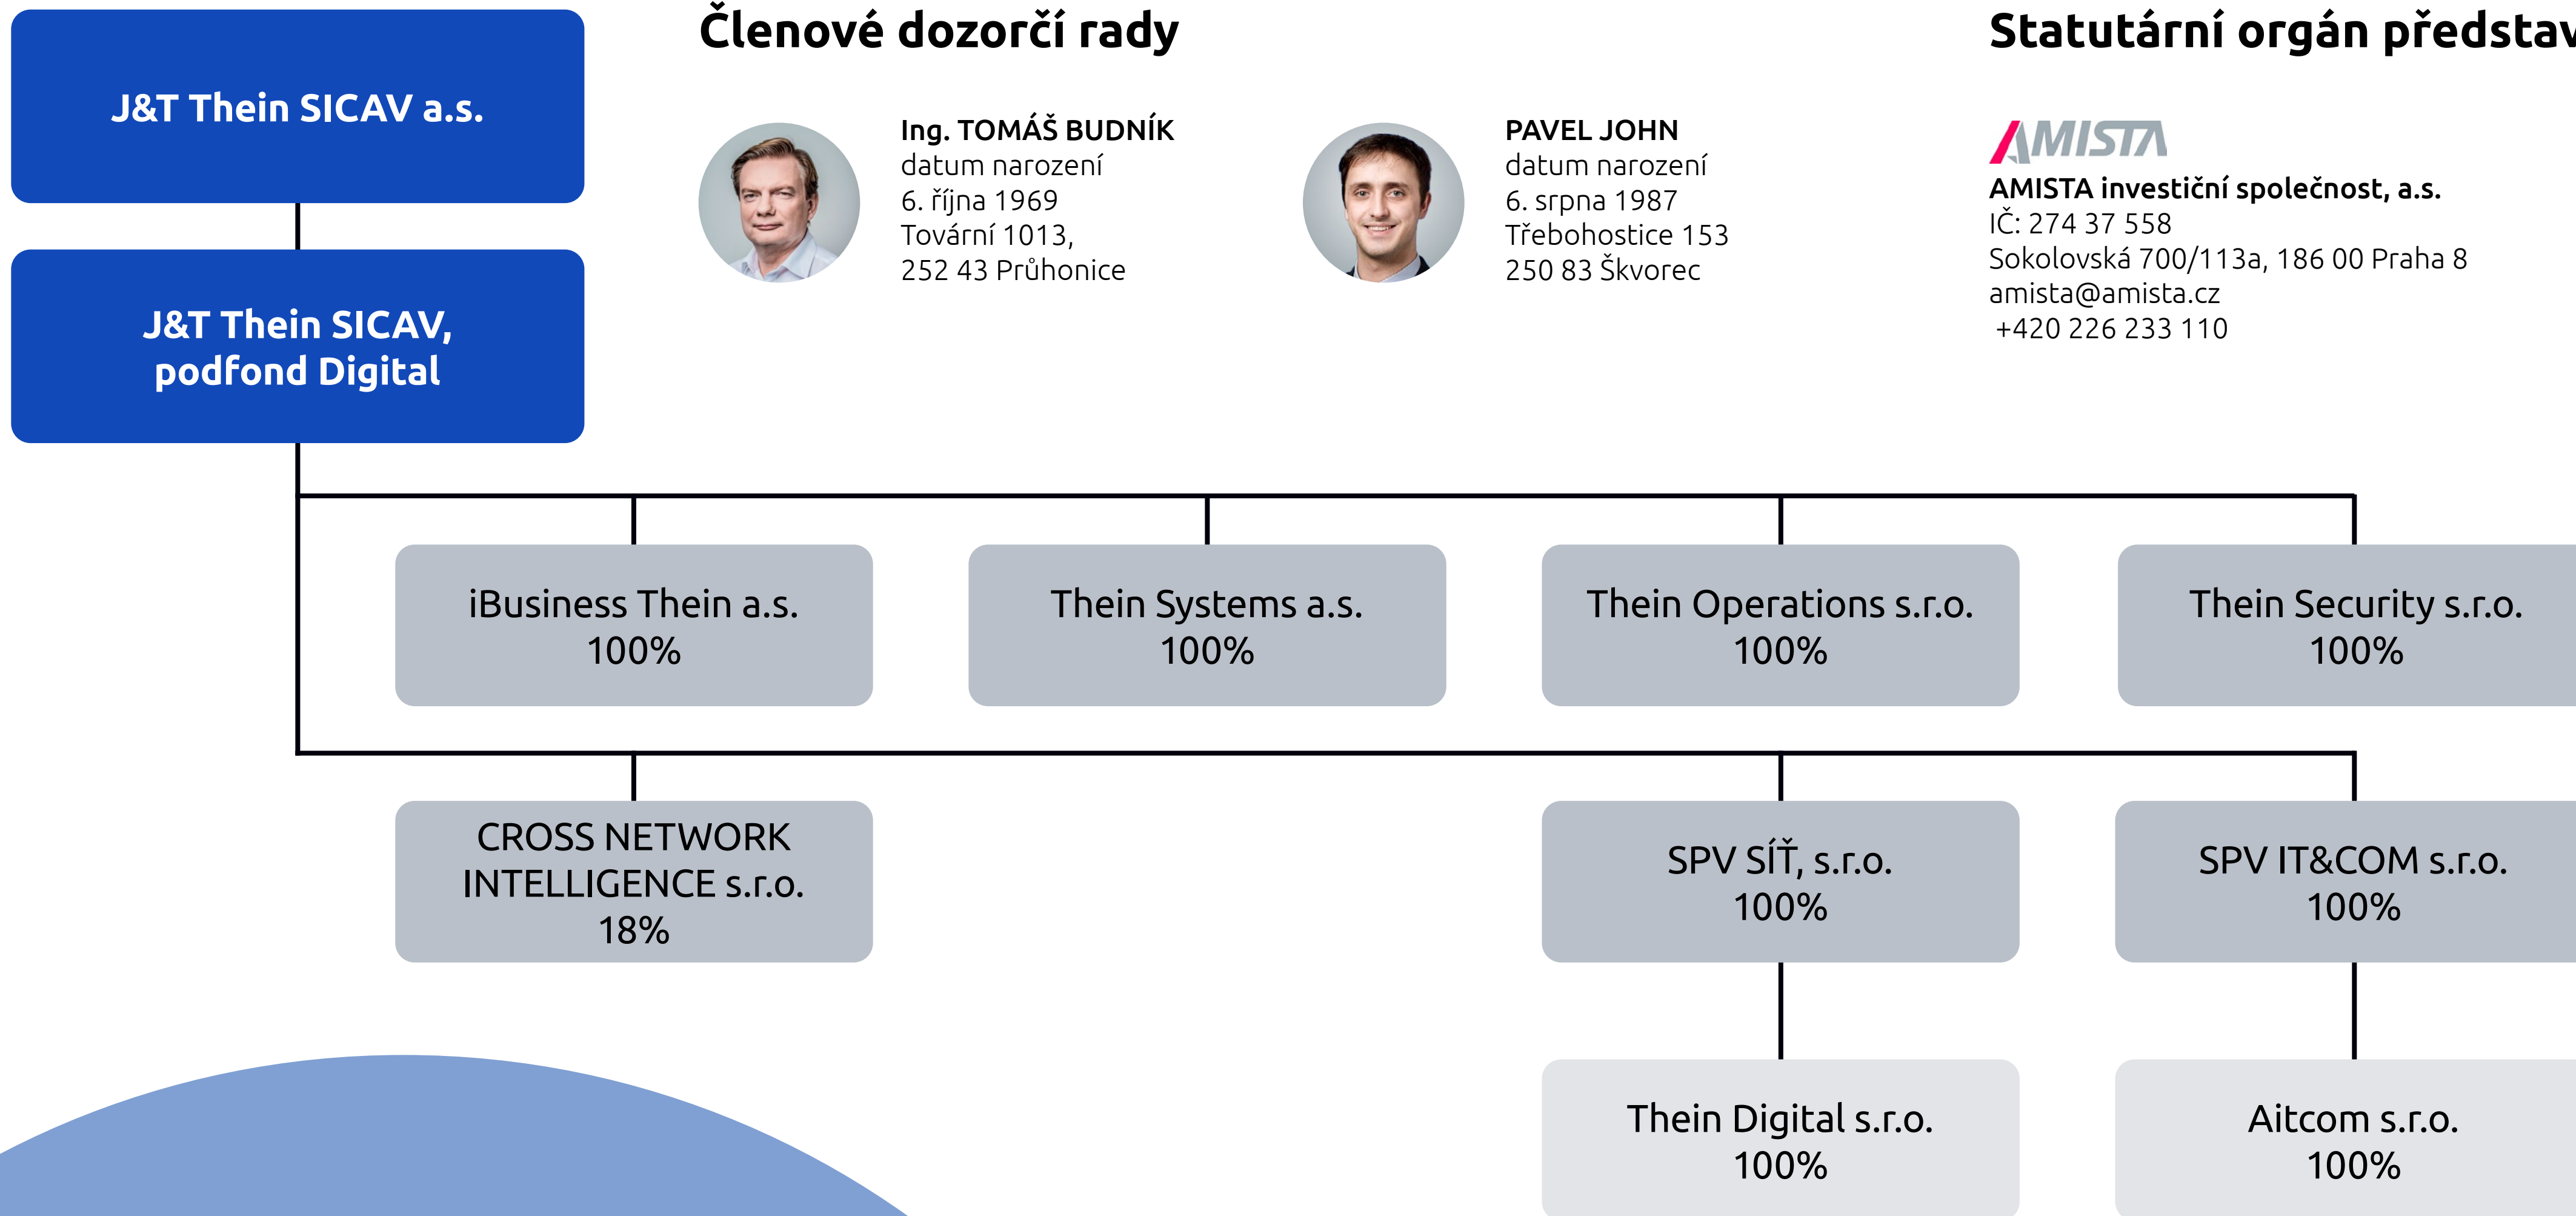 J&T Thein SICAV a.s.
J&T Thein SICAV,
podfond Digital
Členové dozorčí rady
Ing. TOMÁŠ BUDNÍK
datum narození
6. října 1969
Tovární 1013,
252 43 Průhonice
PAVEL JOHN
datum narození
6. srpna 1987
Třebohostice 153
250 83 Škvorec
Statutární orgán představ
AMISTA
AMISTA investiční společnost, a.s.
IČ: 274 37 558
Sokolovská 700/113a, 186 00 Praha 8
amista@amista.cz
+420 226 233 110
iBusiness Thein a.s.
100%
Thein Systems a.s.
100%
Thein Operations s.r.o.
100%
Thein Security s.r.o.
100%
CROSS NETWORK
INTELLIGENCE s.r.o.
18%
SPV SÍŤ, s.r.o.
100%
SPV IT&COM s.r.o.
100%
Thein Digital s.r.o.
100%
Aitcom s.r.o.
100%